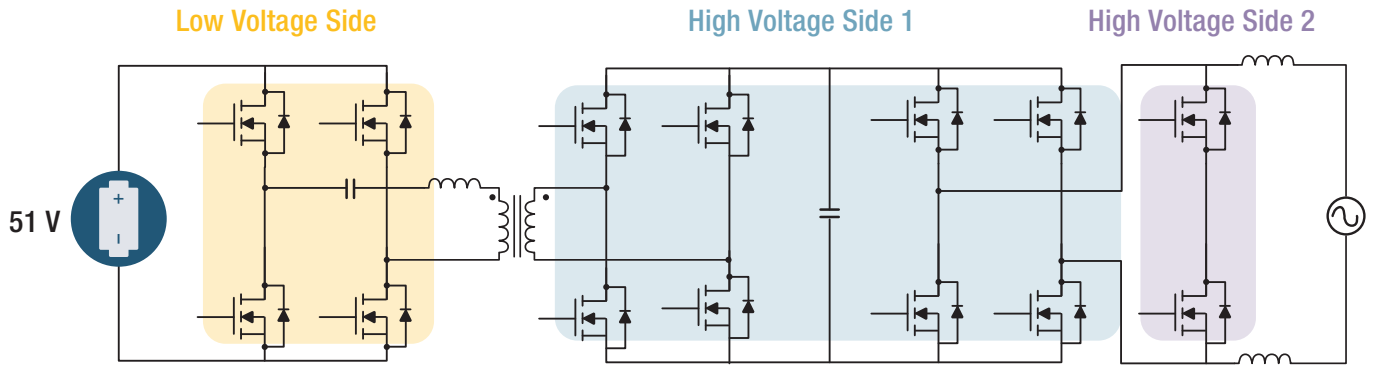 Low Voltage Side
High Voltage Side 1
High Voltage Side 2
51 V
+
−